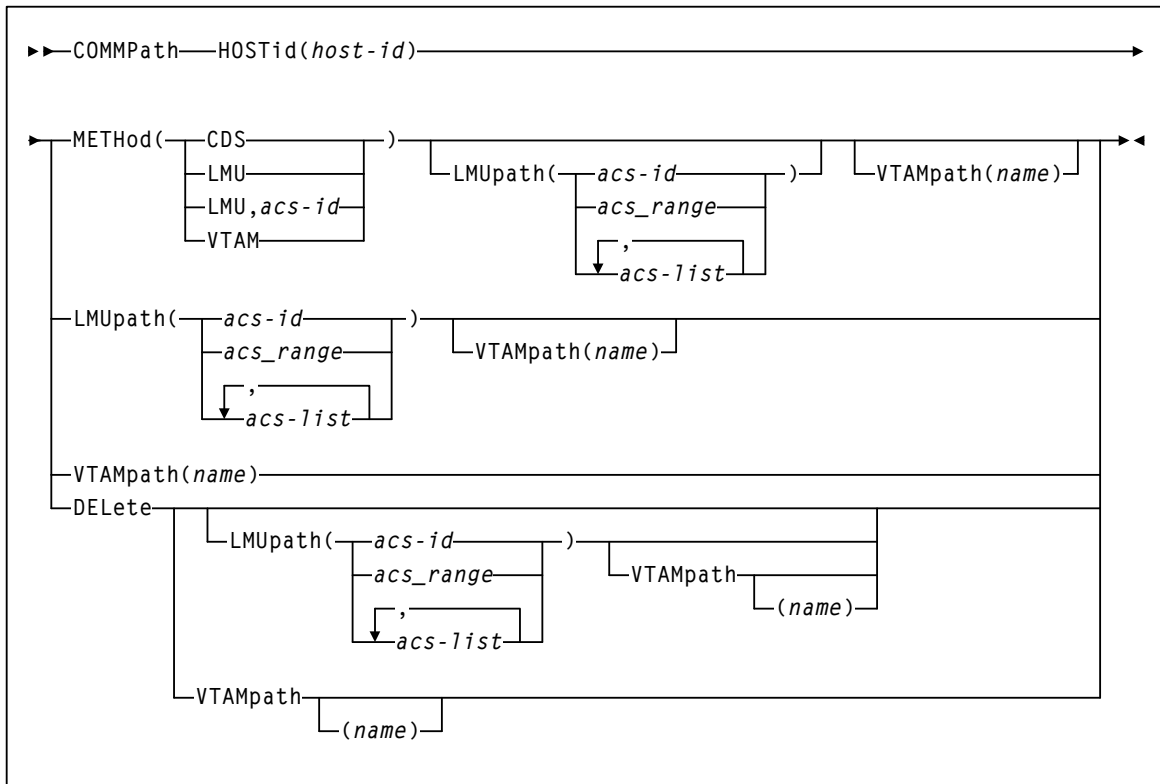 COMMPath HOSTid(host-id)
METHod( CDS ) LMUpath( acs-id ) VTAMpath(name)
LMU acs_range
LMU,acs-id ,
VTAM acs-list
LMUpath( acs-id ) VTAMpath(name)
acs_range
,
acs-list
VTAMpath(name)
DELete
LMUpath( acs-id ) VTAMpath
acs_range (name)
,
acs-list
VTAMpath
(name)